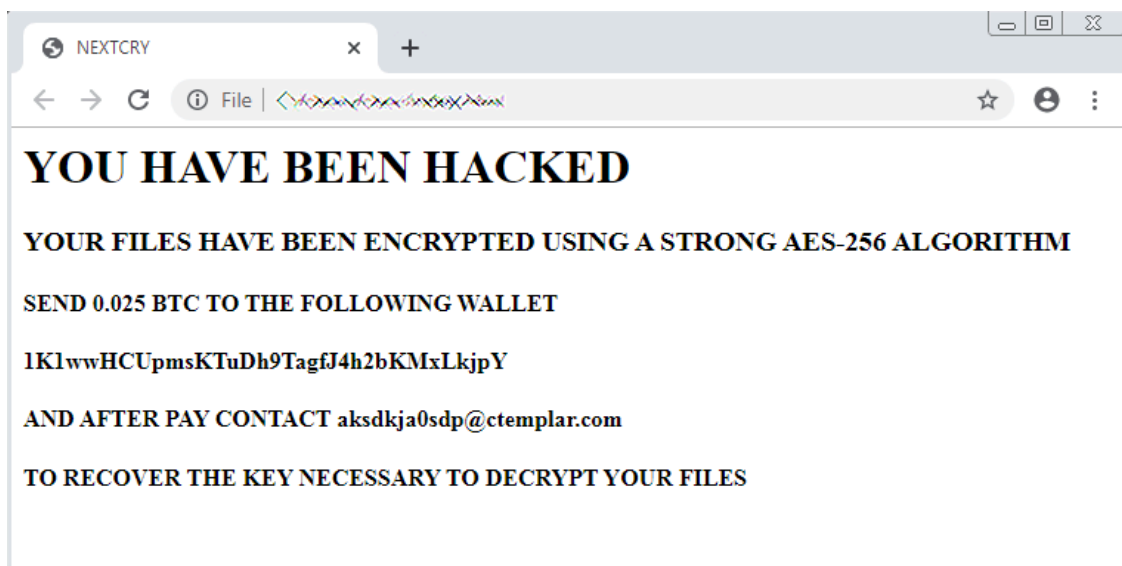 NEXTCRY
File
YOU HAVE BEEN HACKED
YOUR FILES HAVE BEEN ENCRYPTED USING A STRONG AES-256 ALGORITHM
SEND 0.025 BTC TO THE FOLLOWING WALLET
1K1wwHCUpmsKTuDh9TagfJ4h2bKMxLkjpY
AND AFTER PAY CONTACT aksdkja0sdp@ctemplar.com
TO RECOVER THE KEY NECESSARY TO DECRYPT YOUR FILES